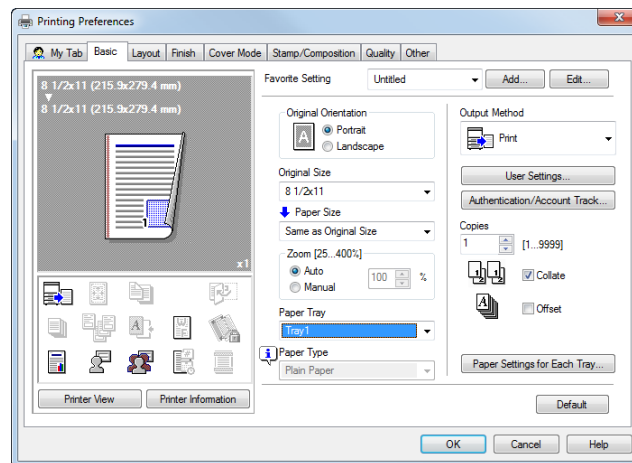 Printing Preferences
My Tab Basic Layout Finish Cover Mode Stamp/Composition Quality Other
8 1/2x11 (215.9x279.4 mm)
8 1/2x11 (215.9x279.4 mm)
1
x1
Printer View Printer Information
Favorite Setting Untitled Add... Edit...
Original Orientation
A Portrait
Landscape
Original Size
8 1/2x11
Paper Size
Same as Original Size
Zoom [25...400%]
Auto
Manual
100 %
Paper Tray
Tray1
Paper Type
Plain Paper
Output Method
Print
User Settings...
Authentication/Account Track...
Copies
1 [1...9999]
Collate
Offset
Paper Settings for Each Tray...
Default
OK Cancel Help